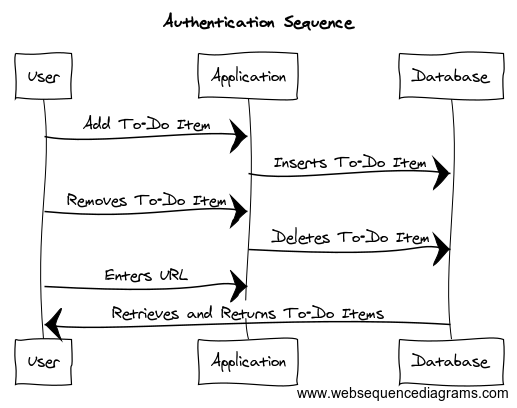 Authentication Sequence
User
Application
Database
Add To-Do Item
Inserts To-Do Item
Removes To-Do Item
Deletes To-Do Item
Enters URL
Retrieves and Returns To-Do Items
User
Application
Database
www.websequencediagrams.com